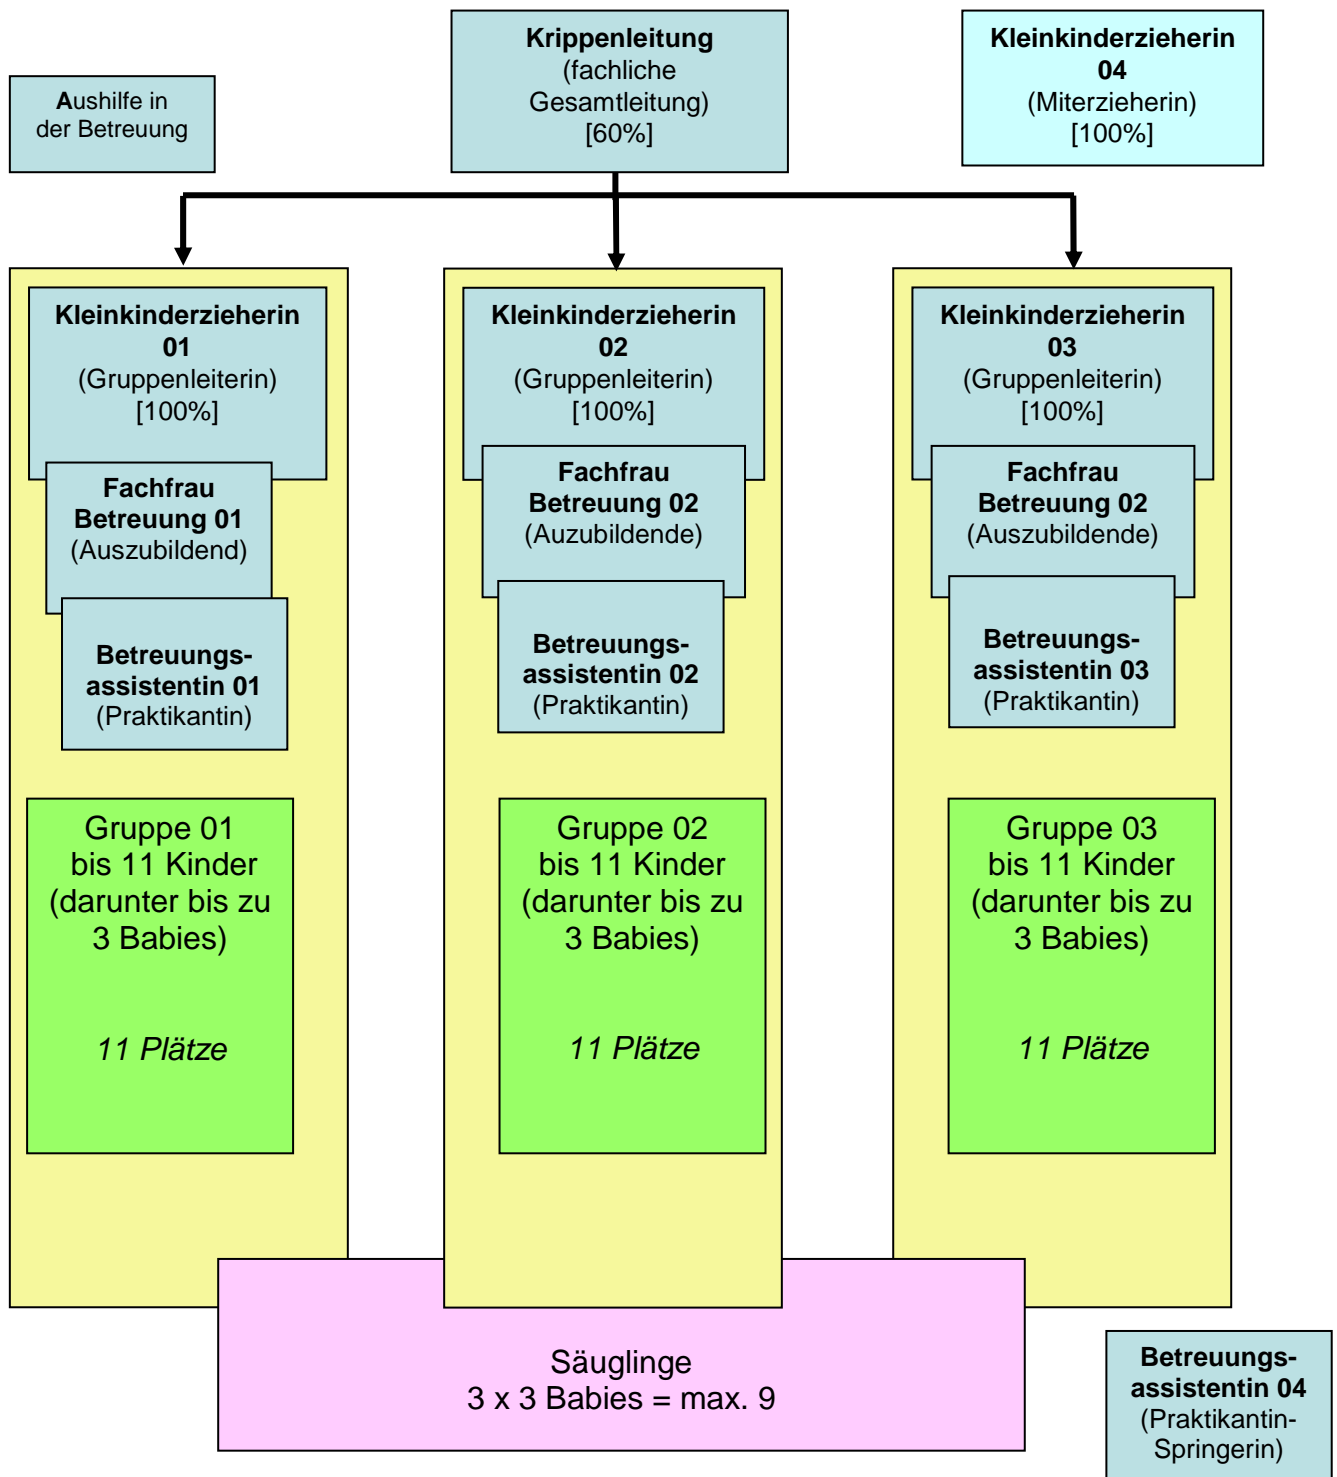 Aushilfe in
der Betreuung
Krippenleitung
(fachliche
Gesamtleitung)
[60%]
Kleinkinderzieherin
04
(Miterzieherin)
[100%]
Kleinkinderzieherin
01
(Gruppenleiterin)
[100%]
Fachfrau
Betreuung 01
(Auszubildend)
Betreuungs-
assistentin 01
(Praktikantin)
Gruppe 01
bis 11 Kinder
(darunter bis zu
3 Babies)
11 Plätze
Kleinkinderzieherin
02
(Gruppenleiterin)
[100%]
Fachfrau
Betreuung 02
(Auzubildende)
Betreuungs-
assistentin 02
(Praktikantin)
Gruppe 02
bis 11 Kinder
(darunter bis zu
3 Babies)
11 Plätze
Kleinkinderzieherin
03
(Gruppenleiterin)
[100%]
Fachfrau
Betreuung 02
(Auszubildende)
Betreuungs-
assistentin 03
(Praktikantin)
Gruppe 03
bis 11 Kinder
(darunter bis zu
3 Babies)
11 Plätze
Säuglinge
3 x 3 Babies = max. 9
Betreuungs-
assistentin 04
(Praktikantin-
Springerin)